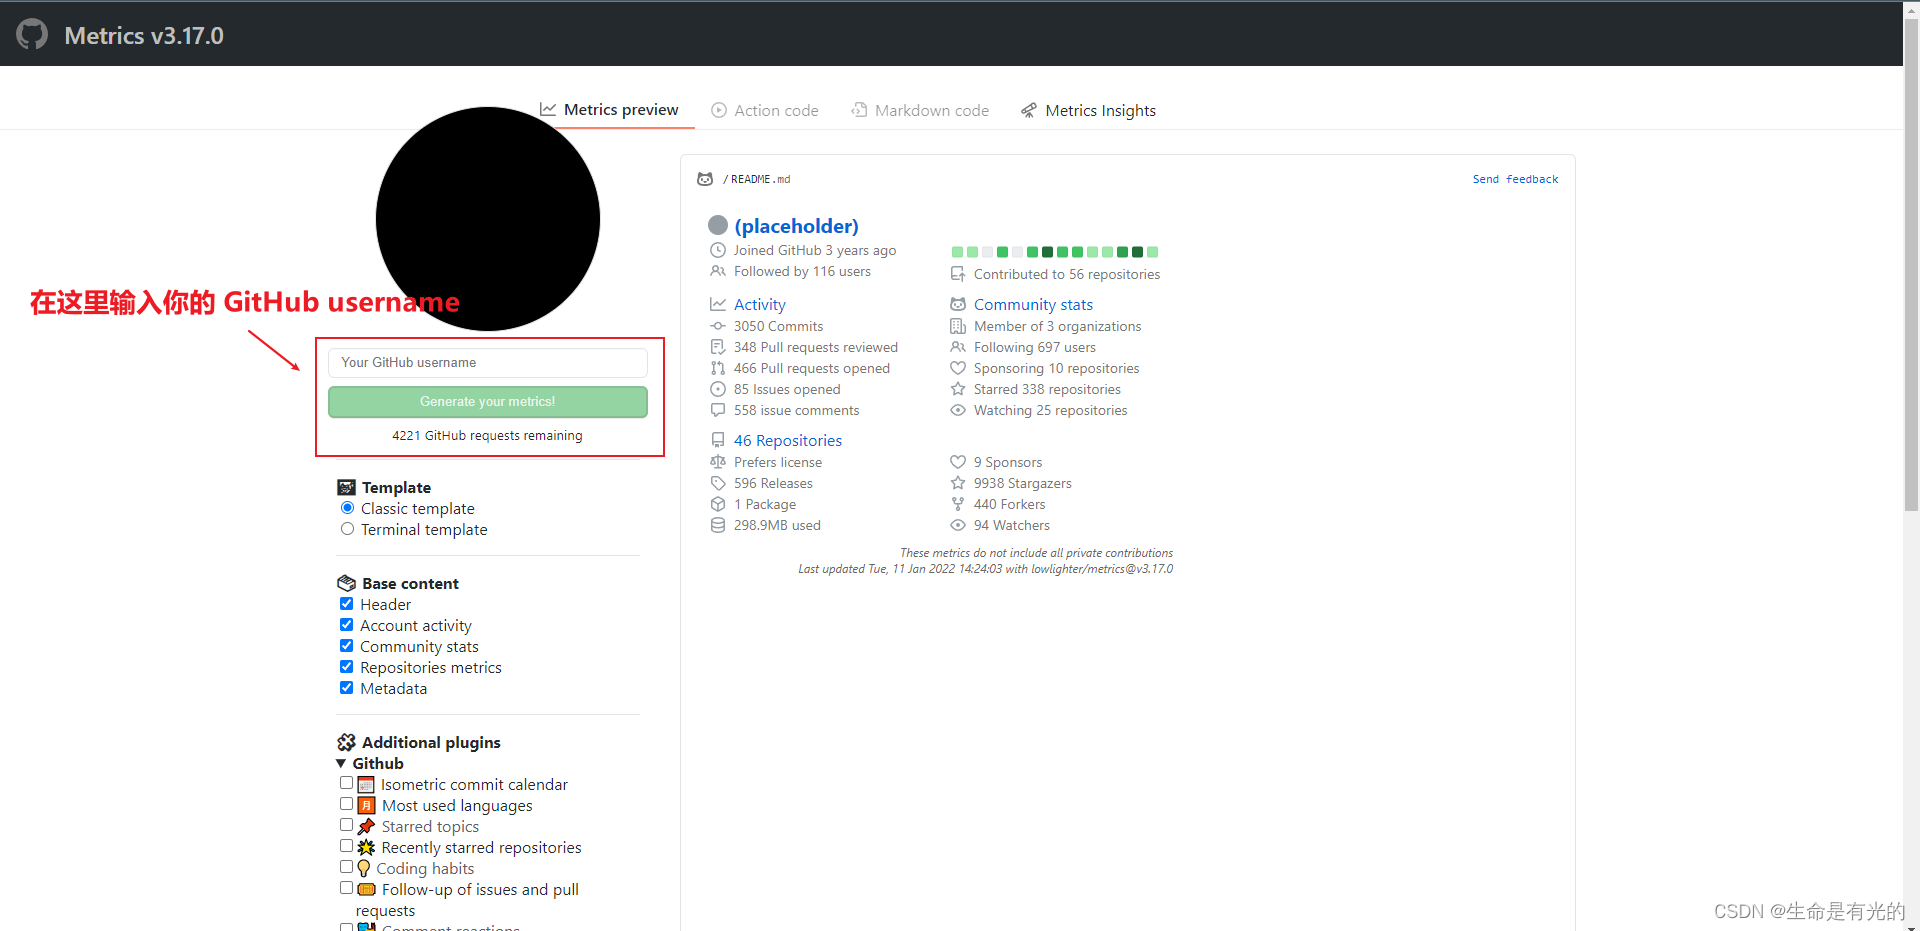 Metrics v3.17.0
Metrics preview
Action code
Markdown code
Metrics Insights
在这里输入你的 GitHub username
Your GitHub username
Generate your metrics!
4221 GitHub requests remaining
Template
Classic template
Terminal template
Base content
Header
Account activity
Community stats
Repositories metrics
Metadata
Additional plugins
Github
Isometric commit calendar
月 Most used languages
Starred topics
Recently starred repositories
Coding habits
Follow-up of issues and pull
requests
Comment reactions
/README.md
Send feedback
(placeholder)
Joined GitHub 3 years ago
Followed by 116 users
Contributed to 56 repositories
Activity
3050 Commits
348 Pull requests reviewed
466 Pull requests opened
85 Issues opened
558 issue comments
Community stats
Member of 3 organizations
Following 697 users
Sponsoring 10 repositories
Starred 338 repositories
Watching 25 repositories
46 Repositories
Prefers license
596 Releases
1 Package
298.9MB used
9 Sponsors
9938 Stargazers
440 Forkers
94 Watchers
These metrics do not include all private contributions
Last updated Tue, 11 Jan 2022 14:24:03 with lowlighter/metrics@v3.17.0
CSDN @生命是有光的